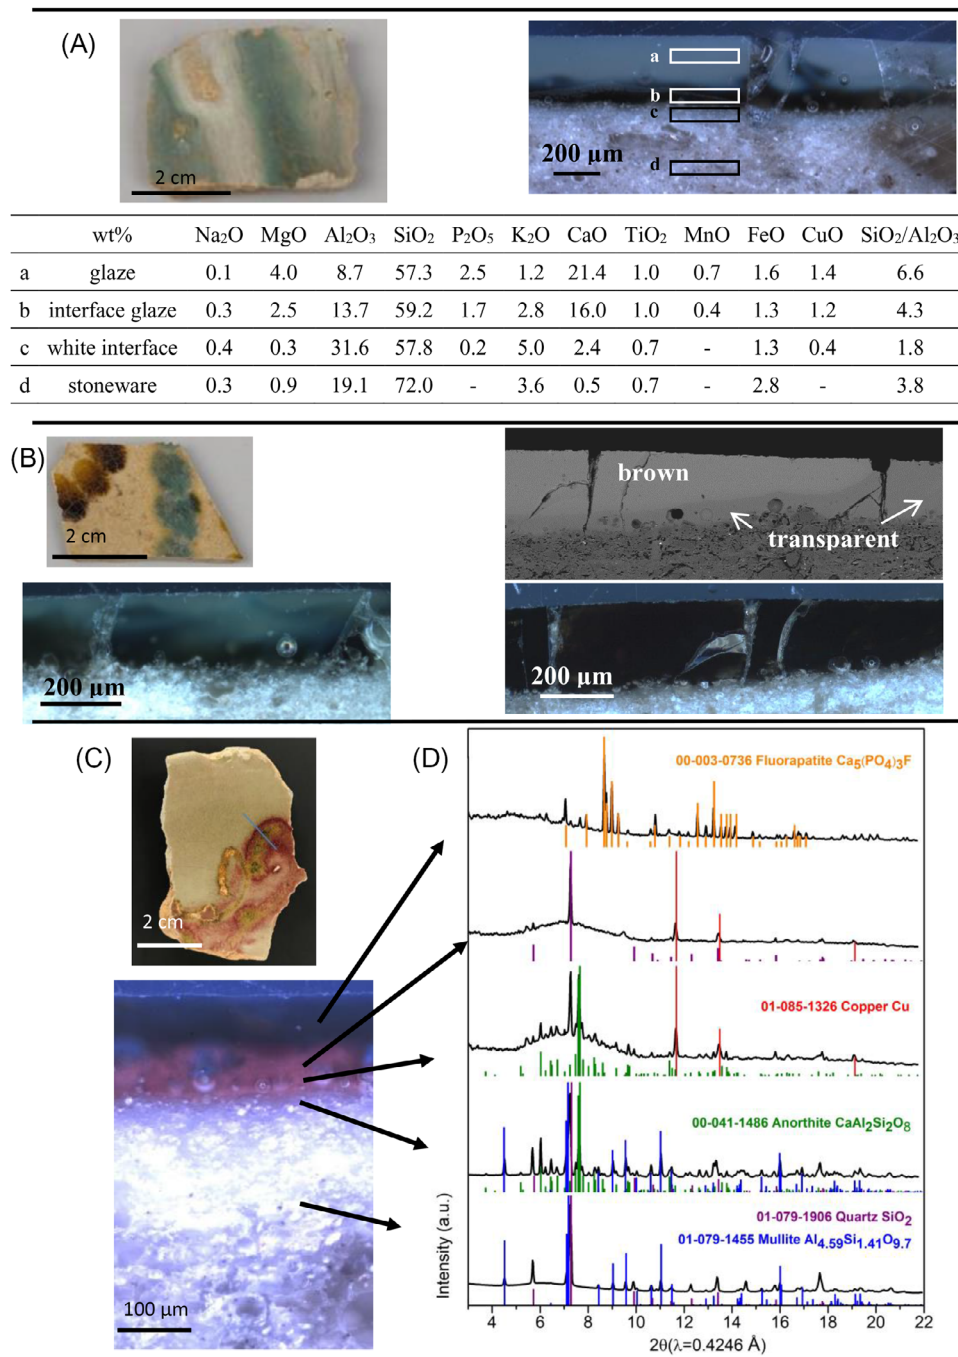 (A)
2 cm
a
b
c
d
200 µm
wt% Na₂O MgO Al₂O₃ SiO₂ P₂O₅ K₂O CaO TiO₂ MnO FeO CuO SiO₂/Al₂O₃
a glaze 0.1 4.0 8.7 57.3 2.5 1.2 21.4 1.0 0.7 1.6 1.4 6.6
b interface glaze 0.3 2.5 13.7 59.2 1.7 2.8 16.0 1.0 0.4 1.3 1.2 4.3
c white interface 0.4 0.3 31.6 57.8 0.2 5.0 2.4 0.7 - 1.3 0.4 1.8
d stoneware 0.3 0.9 19.1 72.0 - 3.6 0.5 0.7 - 2.8 - 3.8
(B)
2 cm
brown
transparent
200 µm
200 µm
(C)
2 cm
100 µm
(D)
00-003-0736 Fluorapatite Ca₅(PO₄)₃F
01-085-1326 Copper Cu
00-041-1486 Anorthite CaAl₂Si₂O₈
01-079-1906 Quartz SiO₂
01-079-1455 Mullite Al₄.₅₉Si₁.₄₁O₉.₇
Intensity (a.u.)
4 6 8 10 12 14 16 18 20 22
2θ(λ=0.4246 Å)